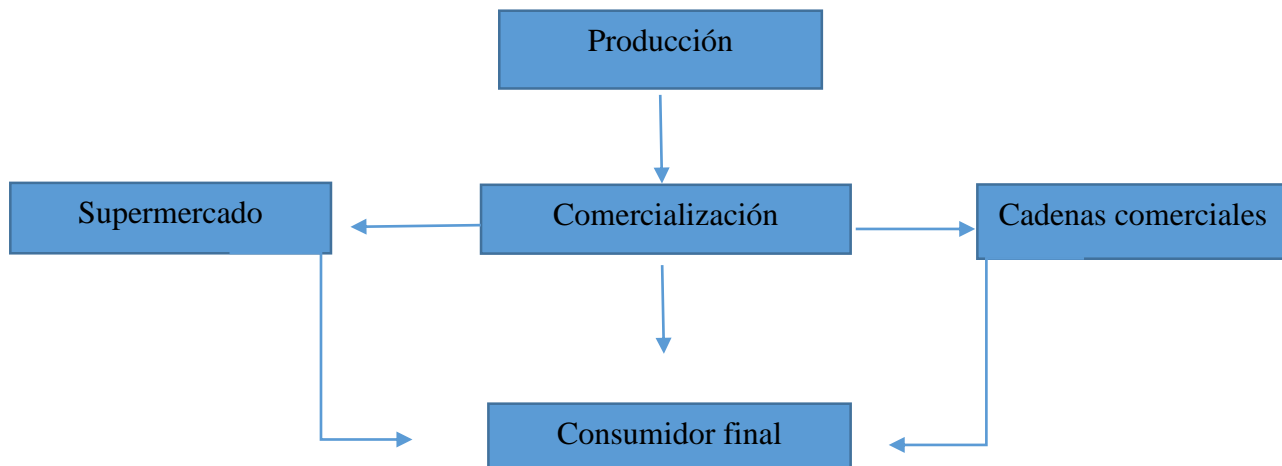 Producción
Supermercado
Comercialización
Cadenas comerciales
Consumidor final